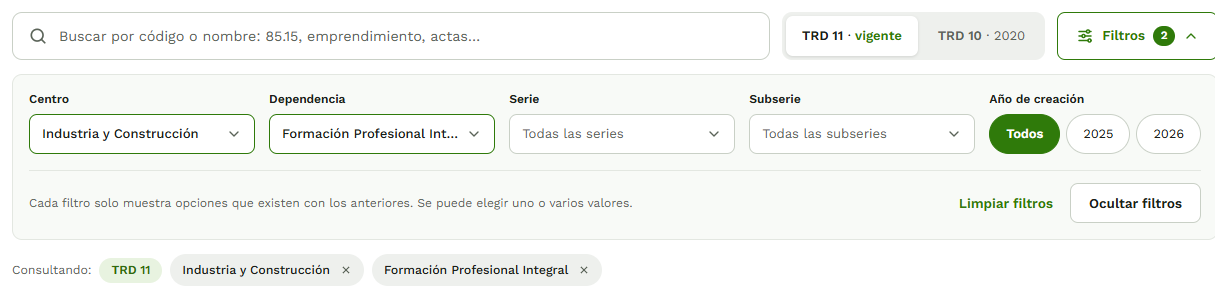 Buscar por código o nombre: 85.15, emprendimiento, actas...
TRD 11 · vigente
TRD 10 · 2020
Filtros 2
Centro
Dependencia
Serie
Subserie
Año de creación
Industria y Construcción
Formación Profesional Int...
Todas las series
Todas las subseries
Todos
2025
2026
Cada filtro solo muestra opciones que existen con los anteriores. Se puede elegir uno o varios valores.
Limpiar filtros
Ocultar filtros
Consultando: TRD 11 Industria y Construcción × Formación Profesional Integral ×